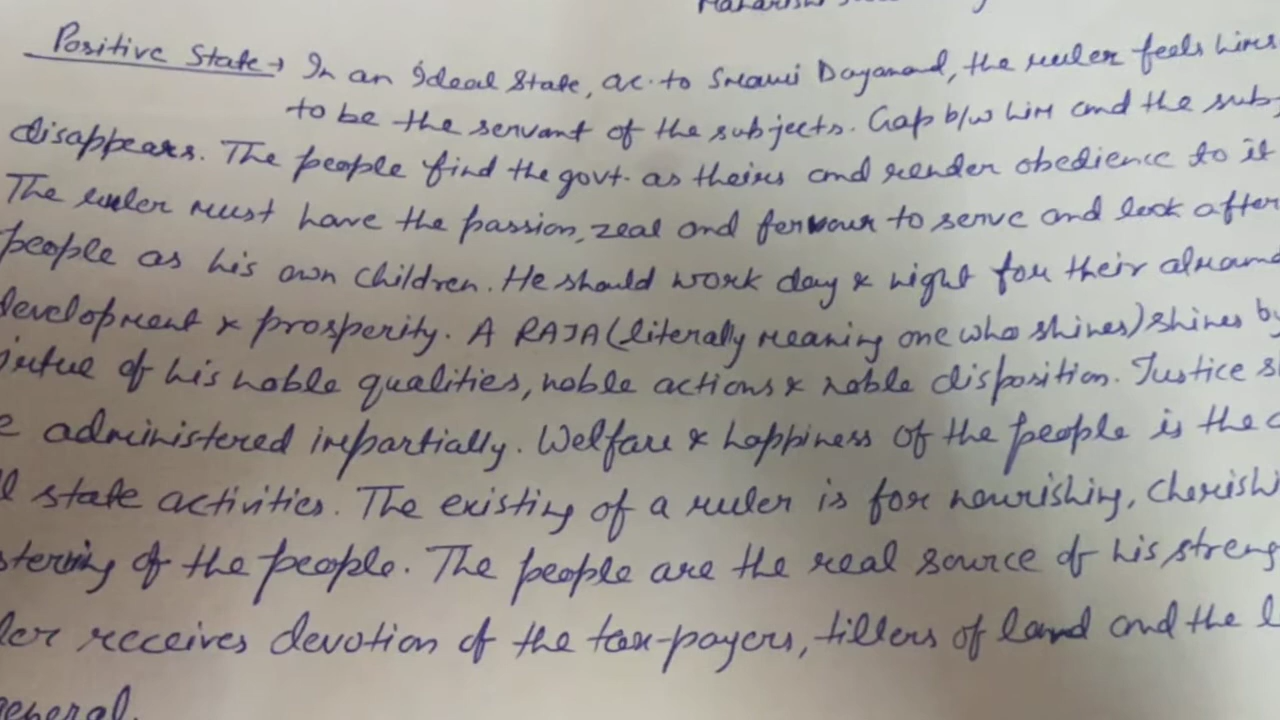 Positive State → In an ideal State, ac. to Swami Dayanand, the ruler feels
to be the servant of the subjects. Gap b/w him and the
disappears. The people find the govt. as theirs and render obedience to it
The ruler must have the passion, zeal and fervour to serve and look after
people as his own children. He should work day & night for their
development & prosperity. A RAJA (literally meaning one who shines) shines by
virtue of his noble qualities, noble actions & noble disposition. Justice
administered impartially. Welfare & happiness of the people is the
state activities. The existing of a ruler is for nourishing,
of the people. The people are the real source of his
receives devotion of the tax-payers, tillers of land and the
general.